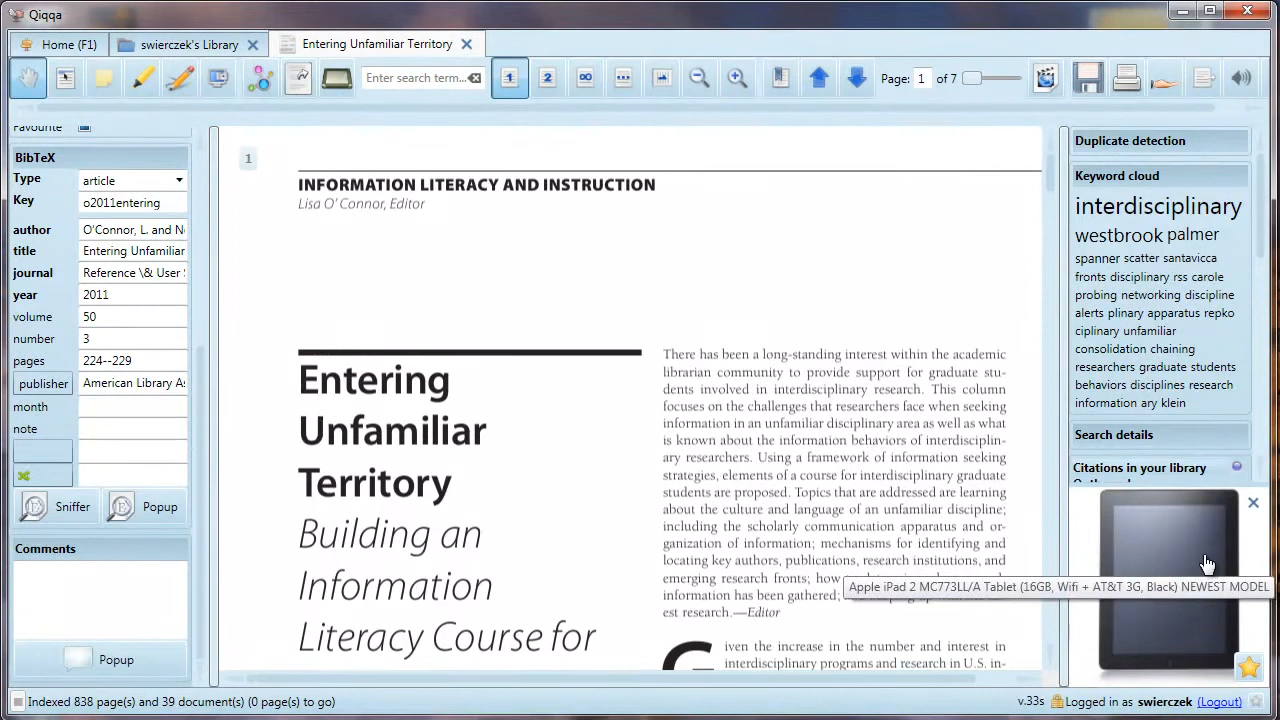 Qiqqa
Home (F1)
swierczek's Library
Entering Unfamiliar Territory
Enter search term...
1
2
Page: 1 of 7
Favourite
BibTeX
Type article
Key o2011entering
author O'Connor, L. and N
title Entering Unfamiliar
journal Reference \& User
year 2011
volume 50
number 3
pages 224--229
publisher American Library As
month
note
Sniffer
Popup
Comments
Popup
1
INFORMATION LITERACY AND INSTRUCTION
Lisa O'Connor, Editor
Entering
Unfamiliar
Territory
Building an
Information
Literacy Course for
There has been a long-standing interest within the academic
librarian community to provide support for graduate stu-
dents involved in interdisciplinary research. This column
focuses on the challenges that researchers face when seeking
information in an unfamiliar disciplinary area as well as what
is known about the information behaviors of interdisciplin-
ary researchers. Using a framework of information seeking
strategies, elements of a course for interdisciplinary graduate
students are proposed. Topics that are addressed are learning
about the culture and language of an unfamiliar discipline;
including the scholarly communication apparatus and or-
ganization of information; mechanisms for identifying and
locating key authors, publications, research institutions, and
emerging research fronts; how
information has been gathered;
est research.—Editor
Given the increase in the number and interest in
interdisciplinary programs and research in U.S. in-
Duplicate detection
Keyword cloud
interdisciplinary
westbrook palmer
spanner scatter santavicca
fronts disciplinary rss carole
probing networking discipline
alerts plinary apparatus repko
ciplinary unfamiliar
consolidation chaining
researchers graduate students
behaviors disciplines research
information ary klein
Search details
Citations in your library
Apple iPad 2 MC773LL/A Tablet (16GB, Wifi + AT&T 3G, Black) NEWEST MODEL
Indexed 838 page(s) and 39 document(s) (0 page(s) to go)
v.33s
Logged in as swierczek (Logout)